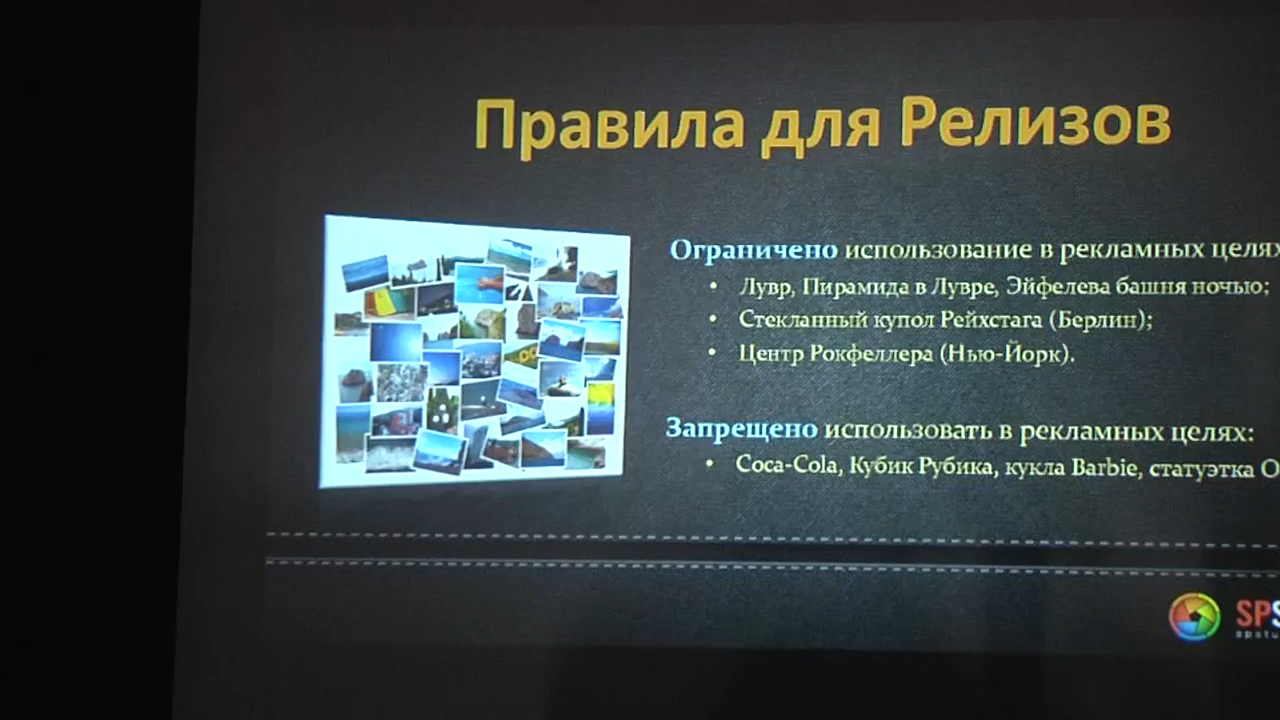 Правила для Релизов
Ограничено использование в рекламных целях
• Лувр, Пирамида в Лувре, Эйфелева башня ночью;
• Стекланный купол Рейхстага (Берлин);
• Центр Рокфеллера (Нью-Йорк).
Запрещено использовать в рекламных целях:
• Coca-Cola, Кубик Рубика, кукла Barbie, статуэтка О
SPS